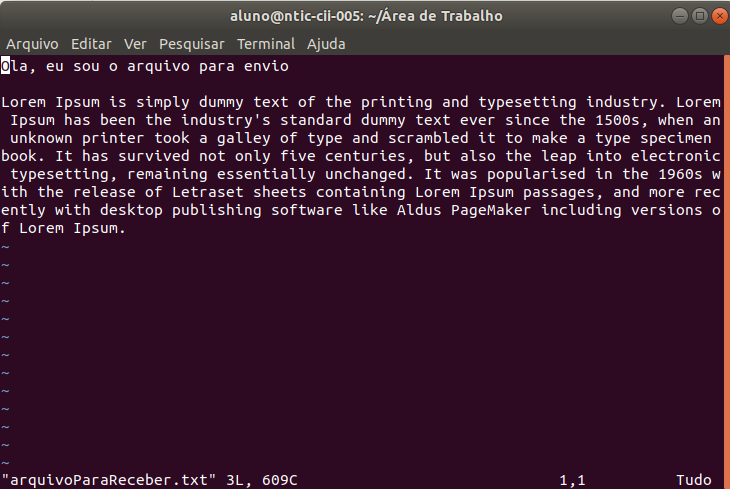 aluno@ntic-cii-005: ~/Área de Trabalho
Arquivo Editar Ver Pesquisar Terminal Ajuda
Ola, eu sou o arquivo para envio
Lorem Ipsum is simply dummy text of the printing and typesetting industry. Lorem
Ipsum has been the industry's standard dummy text ever since the 1500s, when an
unknown printer took a galley of type and scrambled it to make a type specimen
book. It has survived not only five centuries, but also the leap into electronic
typesetting, remaining essentially unchanged. It was popularised in the 1960s w
ith the release of Letraset sheets containing Lorem Ipsum passages, and more rec
ently with desktop publishing software like Aldus PageMaker including versions o
f Lorem Ipsum.
~
~
~
~
~
~
~
~
~
~
~
~
~
"arquivoParaReceber.txt" 3L, 609C 1,1 Tudo